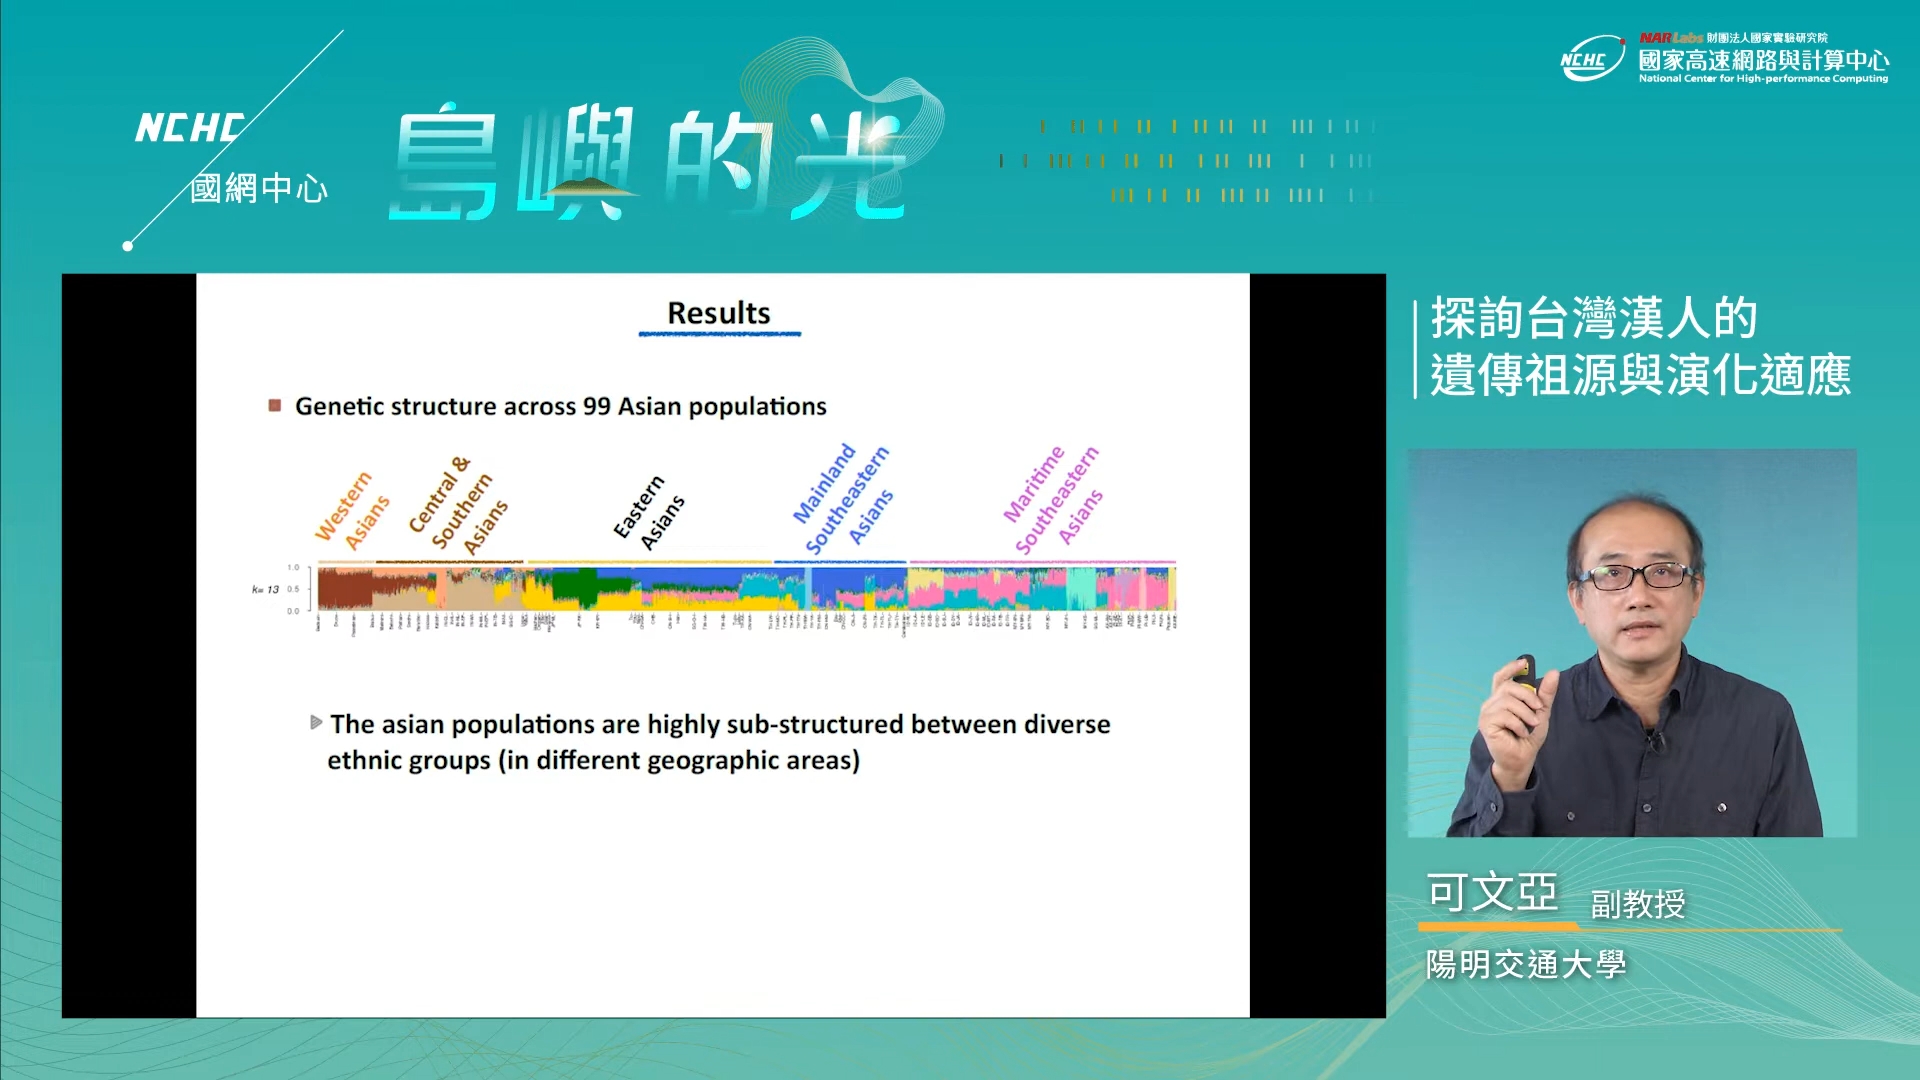 NCHC
國網中心
島嶼的光
NCHC
NARLabs 財團法人國家實驗研究院
國家高速網路與計算中心
National Center for High-performance Computing
Results
Genetic structure across 99 Asian populations
Western
Asians
Central &
Southern
Asians
Eastern
Asians
Mainland
Southeastern
Asians
Maritime
Southeastern
Asians
k= 13
1.0
0.5
0.0
The asian populations are highly sub-structured between diverse
ethnic groups (in different geographic areas)
探詢台灣漢人的
遺傳祖源與演化適應
可文亞 副教授
陽明交通大學